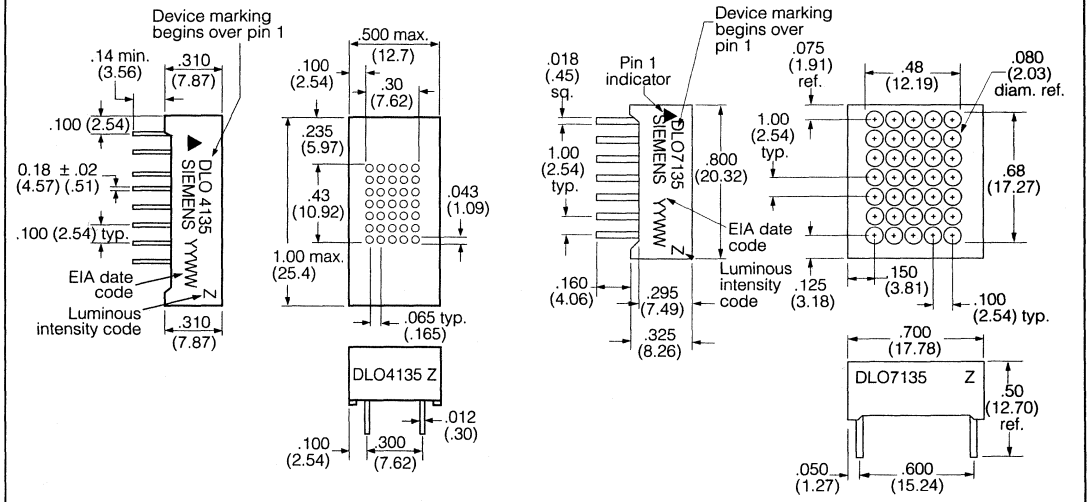 Device marking
begins over pin 1
.14 min.
(3.56)
.310
(7.87)
.100 (2.54)
0.18 ± .02
(4.57) (.51)
.100 (2.54) typ.
EIA date
code
Luminous
intensity code
.310
(7.87)
DLO 4135
SIEMENS YYWW
Z
.500 max.
(12.7)
.100
(2.54)
.30
(7.62)
.235
(5.97)
.43
(10.92)
1.00 max.
(25.4)
.043
(1.09)
.065 typ.
(.165)
DLO4135 Z
.012
(.30)
.100
(2.54)
.300
(7.62)
Device marking
begins over
pin 1
Pin 1
indicator
.018
(.45)
sq.
1.00
(2.54)
typ.
DLO7135
SIEMENS YYWW
Z
.800
(20.32)
EIA date
code
Luminous
intensity
code
.160
(4.06)
.295
(7.49)
.325
(8.26)
.075
(1.91)
ref.
.48
(12.19)
.080
(2.03)
diam. ref.
1.00
(2.54)
typ.
.68
(17.27)
.125
(3.18)
.150
(3.81)
.100
(2.54) typ.
.700
(17.78)
DLO7135 Z
.50
(12.70)
ref.
.050
(1.27)
.600
(15.24)